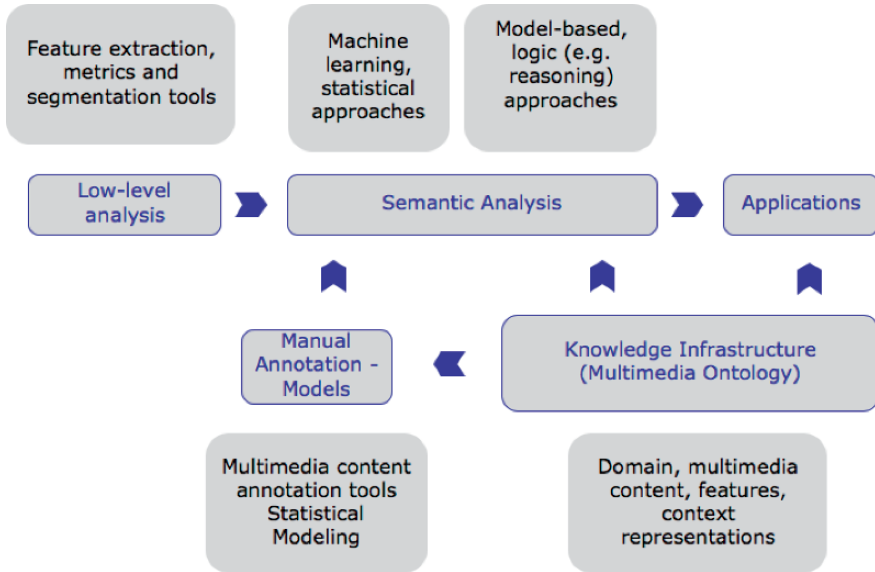 Feature extraction,
metrics and
segmentation tools
Machine
learning,
statistical
approaches
Model-based,
logic (e.g.
reasoning)
approaches
Low-level
analysis
Semantic Analysis
Applications
Manual
Annotation -
Models
Knowledge Infrastructure
(Multimedia Ontology)
Multimedia content
annotation tools
Statistical
Modeling
Domain, multimedia
content, features,
context
representations